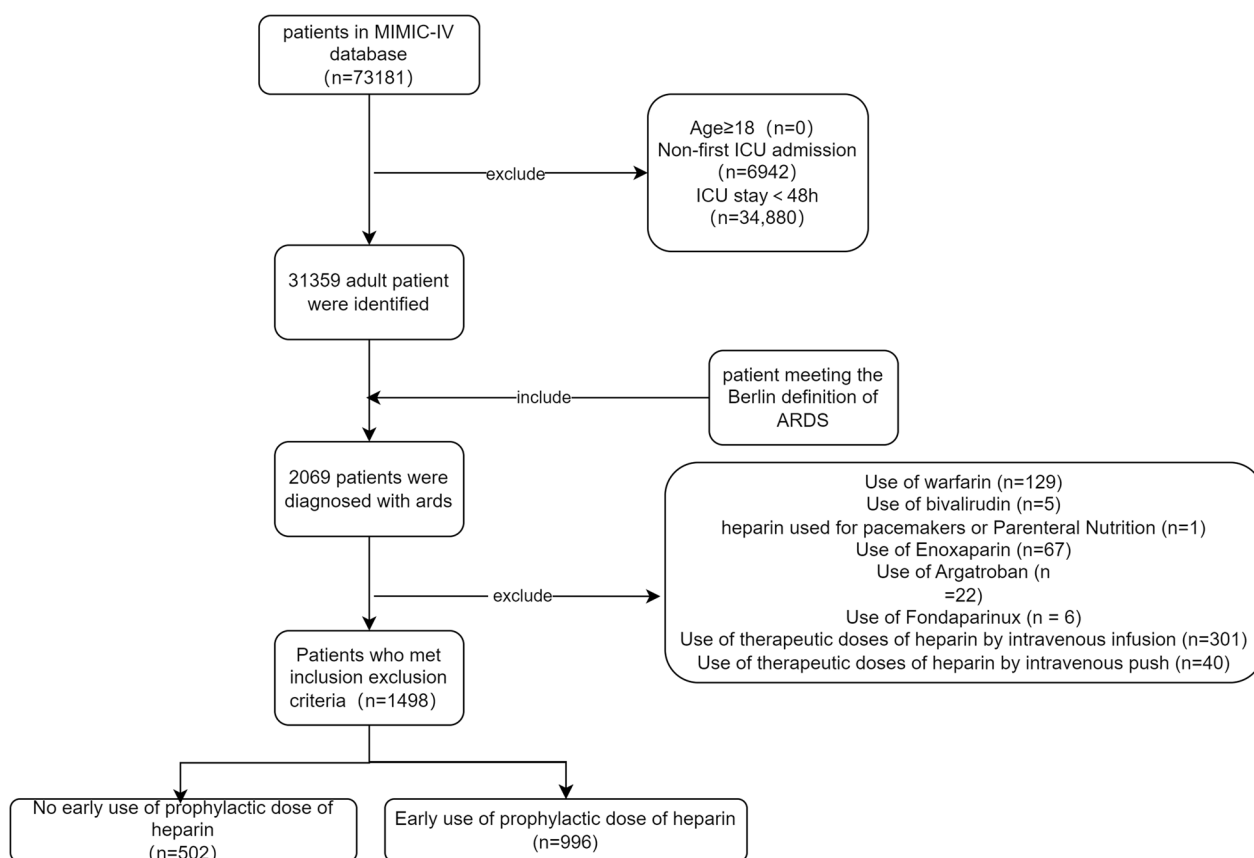 patients in MIMIC-IV
database
(n=73181)
Age≥18 (n=0)
Non-first ICU admission
(n=6942)
ICU stay < 48h
(n=34,880)
exclude
31359 adult patient
were identified
include
patient meeting the
Berlin definition of
ARDS
2069 patients were
diagnosed with ards
Use of warfarin (n=129)
Use of bivalirudin (n=5)
heparin used for pacemakers or Parenteral Nutrition (n=1)
Use of Enoxaparin (n=67)
Use of Argatroban (n
=22)
Use of Fondaparinux (n = 6)
Use of therapeutic doses of heparin by intravenous infusion (n=301)
Use of therapeutic doses of heparin by intravenous push (n=40)
exclude
Patients who met
inclusion exclusion
criteria (n=1498)
No early use of prophylactic dose of
heparin
(n=502)
Early use of prophylactic dose of heparin
(n=996)